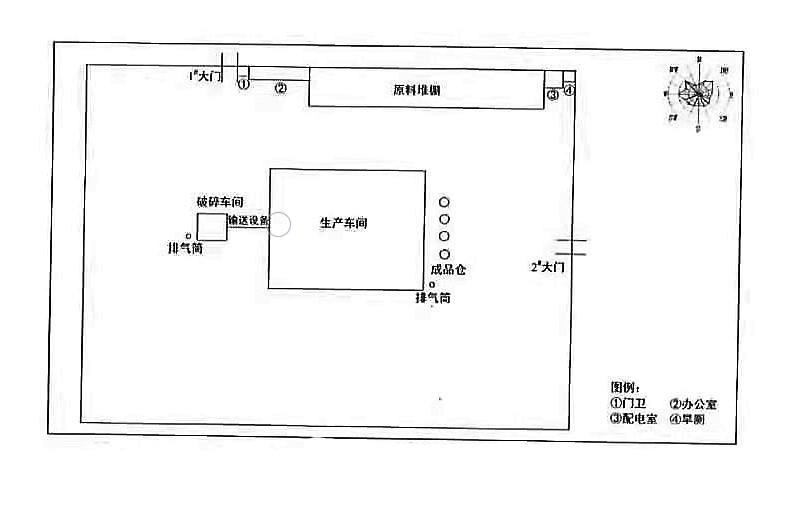 1#大门
①
②
原料堆棚
③
④
破碎车间
输送设备
生产车间
排气筒
成品仓
2#大门
排气筒
图例：
①门卫 ②办公室
③配电室 ④旱厕